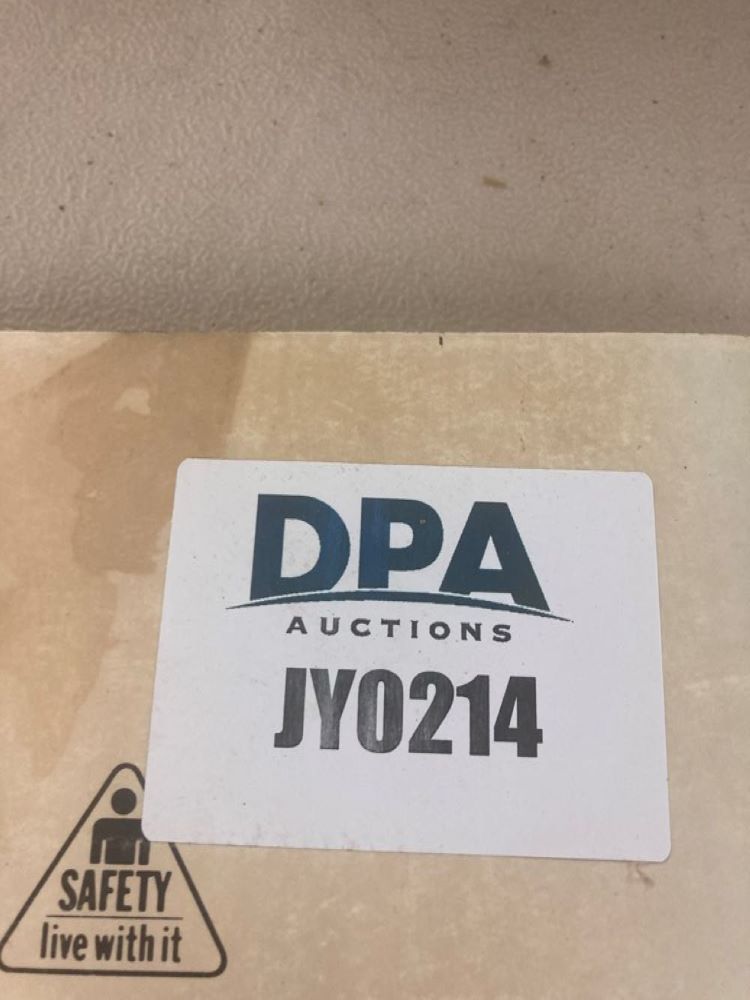 DPA
AUCTIONS
JY0214
SAFETY
live with it